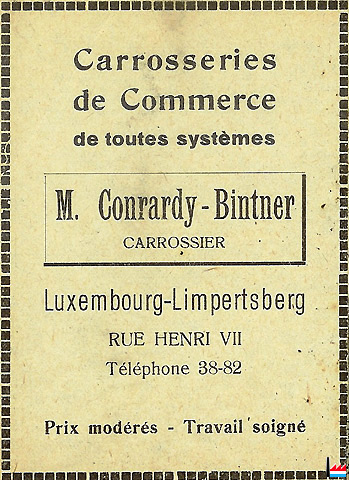 Carrosseries
de Commerce
de toutes systèmes
M. Conrardy-Bintner
CARROSSIER
Luxembourg-Limpertsberg
RUE HENRI VII
Téléphone 38-82
Prix modérés - Travail soigné